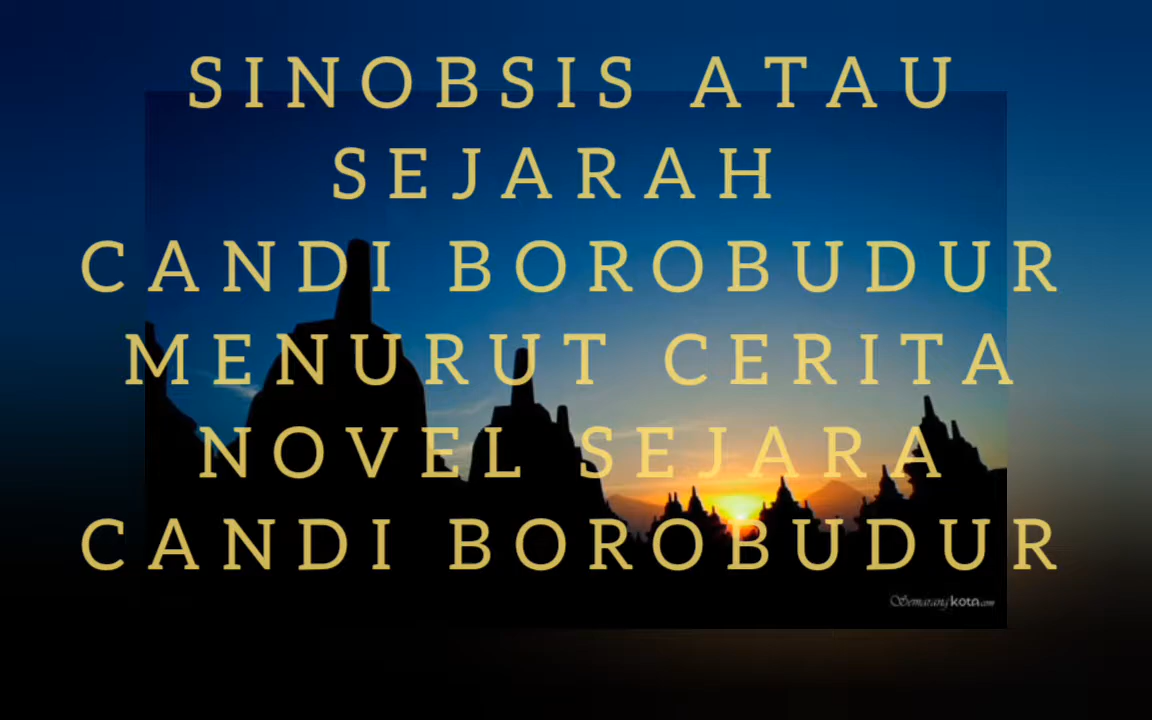 SINOBSIS ATAU
SEJARAH
CANDI BOROBUDUR
MENURUT CERITA
NOVEL SEJARA
CANDI BOROBUDUR
Semarangkota.com